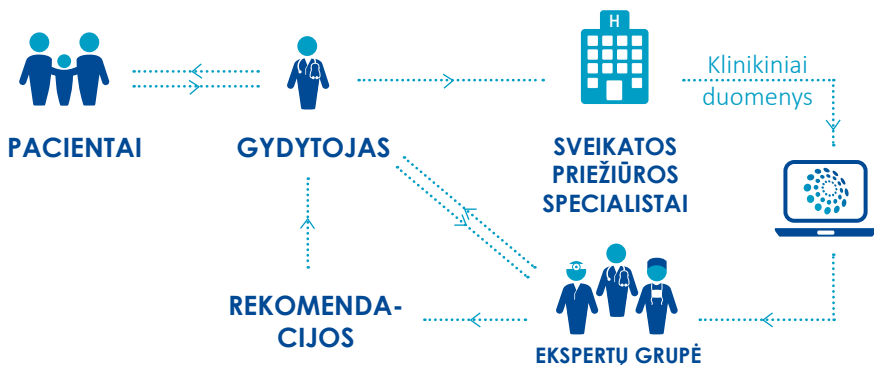 H
Klinikiniai
duomenys
PACIENTAI
GYDYTOJAS
SVEIKATOS
PRIEŽIŪROS
SPECIALISTAI
REKOMENDA-
CIJOS
EKSPERTŲ GRUPĖ